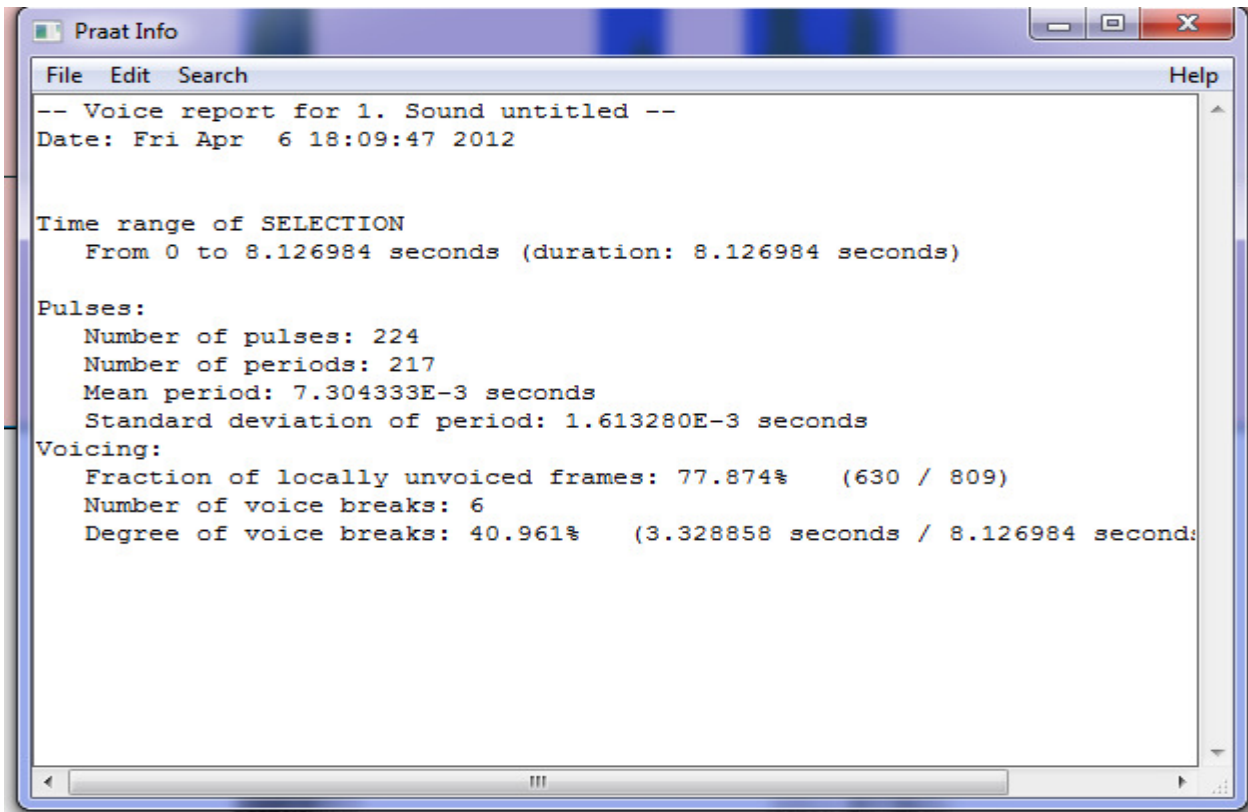 Praat Info
File Edit Search Help
-- Voice report for 1. Sound untitled --
Date: Fri Apr  6 18:09:47 2012
Time range of SELECTION
From 0 to 8.126984 seconds (duration: 8.126984 seconds)
Pulses:
Number of pulses: 224
Number of periods: 217
Mean period: 7.304333E-3 seconds
Standard deviation of period: 1.613280E-3 seconds
Voicing:
Fraction of locally unvoiced frames: 77.874%   (630 / 809)
Number of voice breaks: 6
Degree of voice breaks: 40.961%   (3.328858 seconds / 8.126984 second